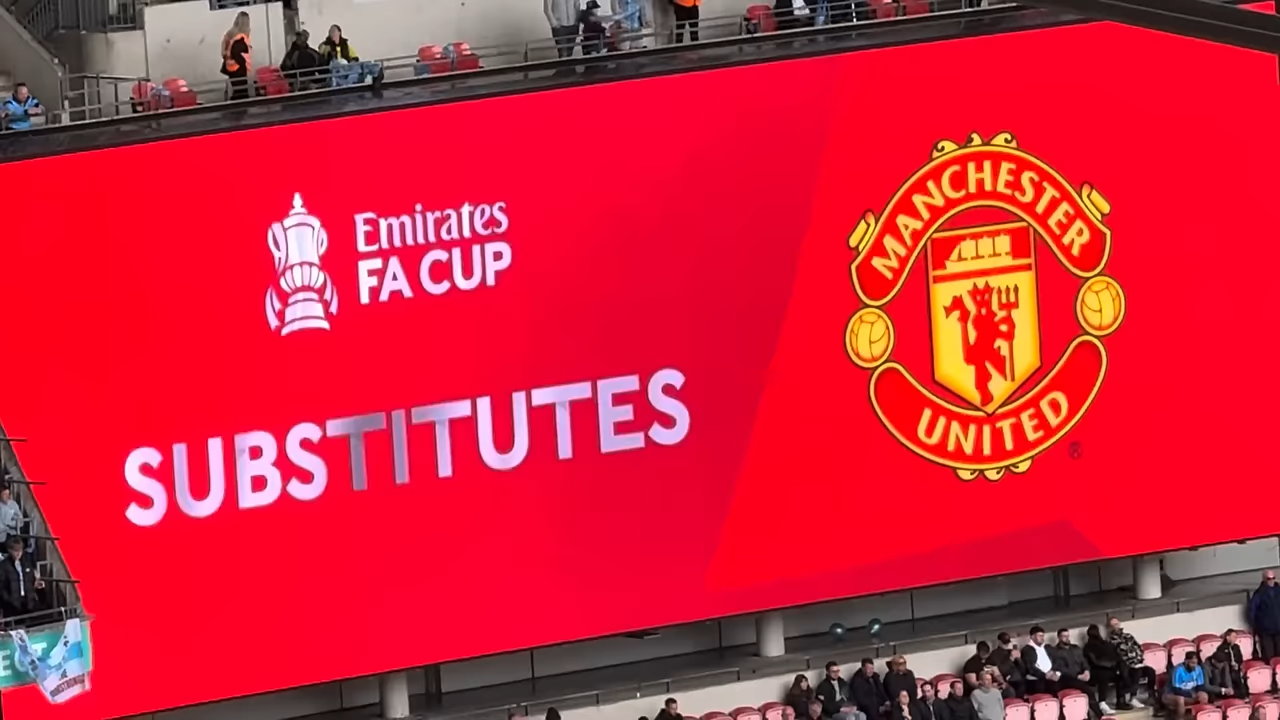 Emirates
FA CUP
SUBSTITUTES
MANCHESTER
UNITED
®